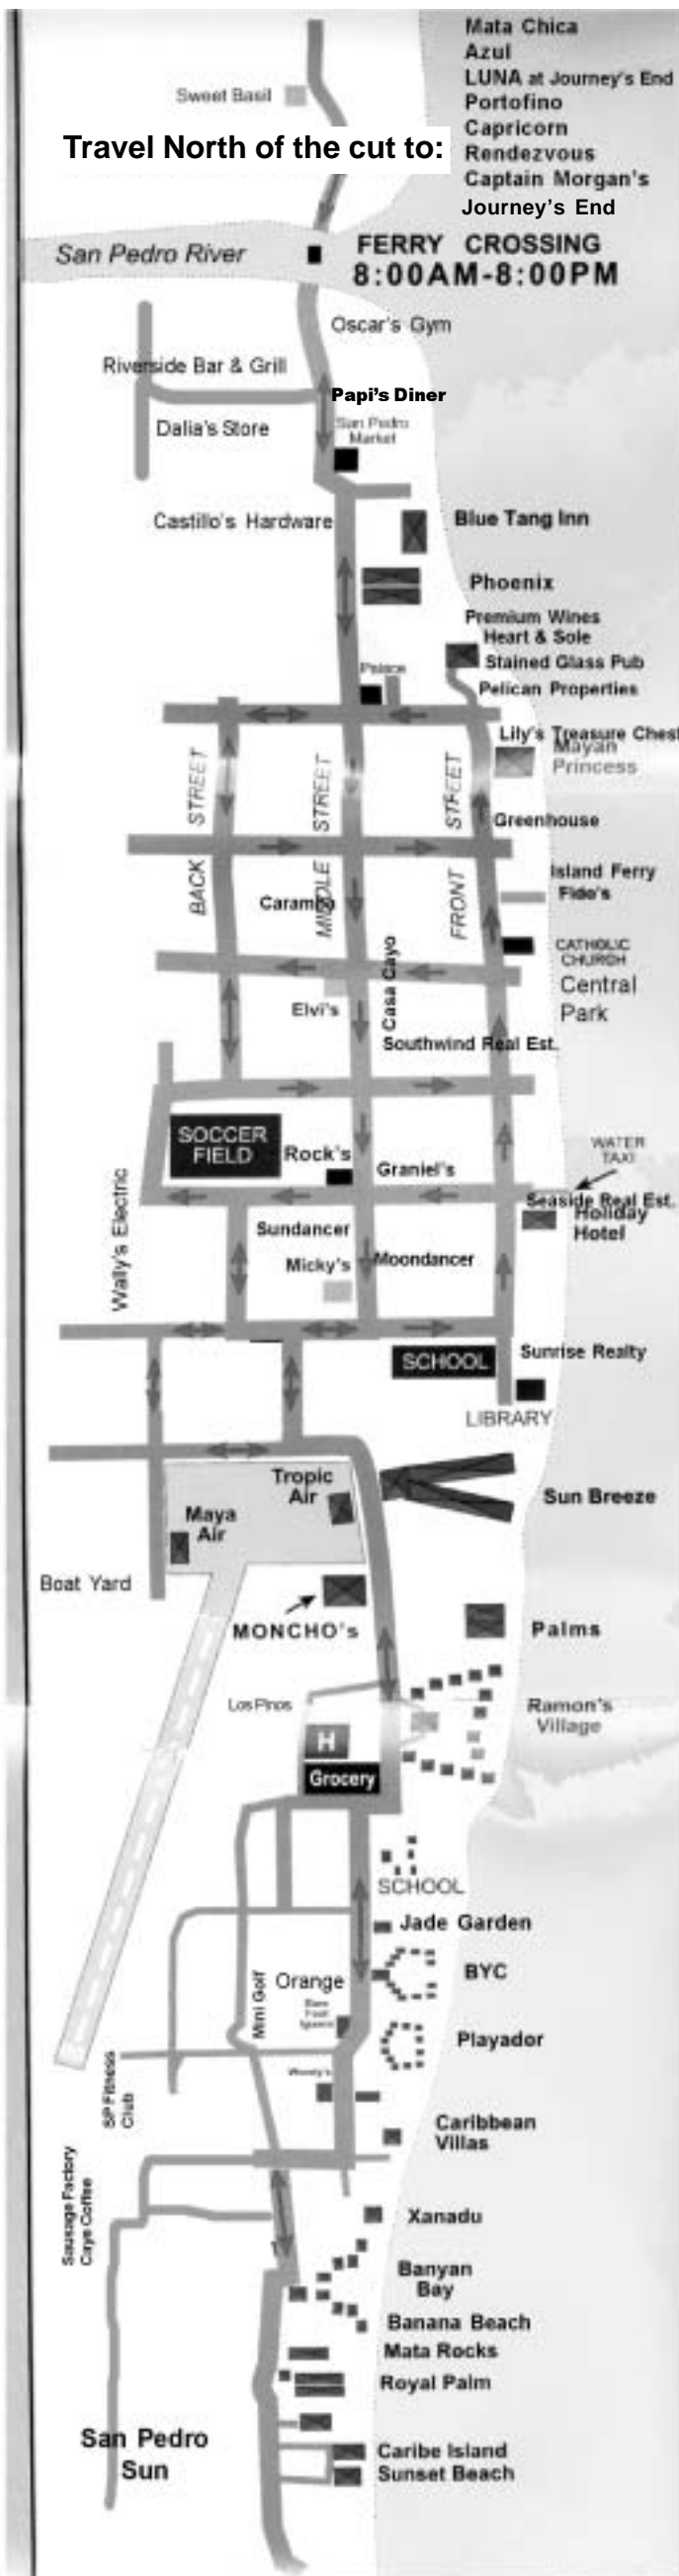 Mata Chica
Azul
LUNA at Journey's End
Portofino
Capricorn
Rendezvous
Captain Morgan's
Journey's End
Sweet Basil
Travel North of the cut to:
San Pedro River
FERRY CROSSING
8:00AM-8:00PM
Oscar's Gym
Riverside Bar & Grill
Papi's Diner
Dalia's Store
San Pedro
Market
Castillo's Hardware
Blue Tang Inn
Phoenix
Premium Wines
Heart & Sole
Stained Glass Pub
Palace
Pelican Properties
Lily's Treasure Chest
Mayan
Princess
BACK STREET
MIDDLE STREET
FRONT STREET
Greenhouse
Island Ferry
Fido's
Caramba
CATHOLIC
CHURCH
Central
Park
Elvi's
Casa Cayo
Southwind Real Est.
SOCCER
FIELD
Rock's
Graniel's
WATER
TAXI
Seaside Real Est.
Holiday
Hotel
Wally's Electric
Sundancer
Micky's
Moondancer
SCHOOL
Sunrise Realty
LIBRARY
Tropic
Air
Maya
Air
Sun Breeze
Boat Yard
MONCHO's
Palms
Los Pinos
Ramon's
Village
H
Grocery
SCHOOL
Jade Garden
BYC
Mini Golf
Orange
Bare
Foot
Iguana
Playador
SP Fitness
Club
Woody's
Caribbean
Villas
Sausage Factory
Caye Coffee
Xanadu
Banyan
Bay
Banana Beach
Mata Rocks
Royal Palm
San Pedro
Sun
Caribe Island
Sunset Beach